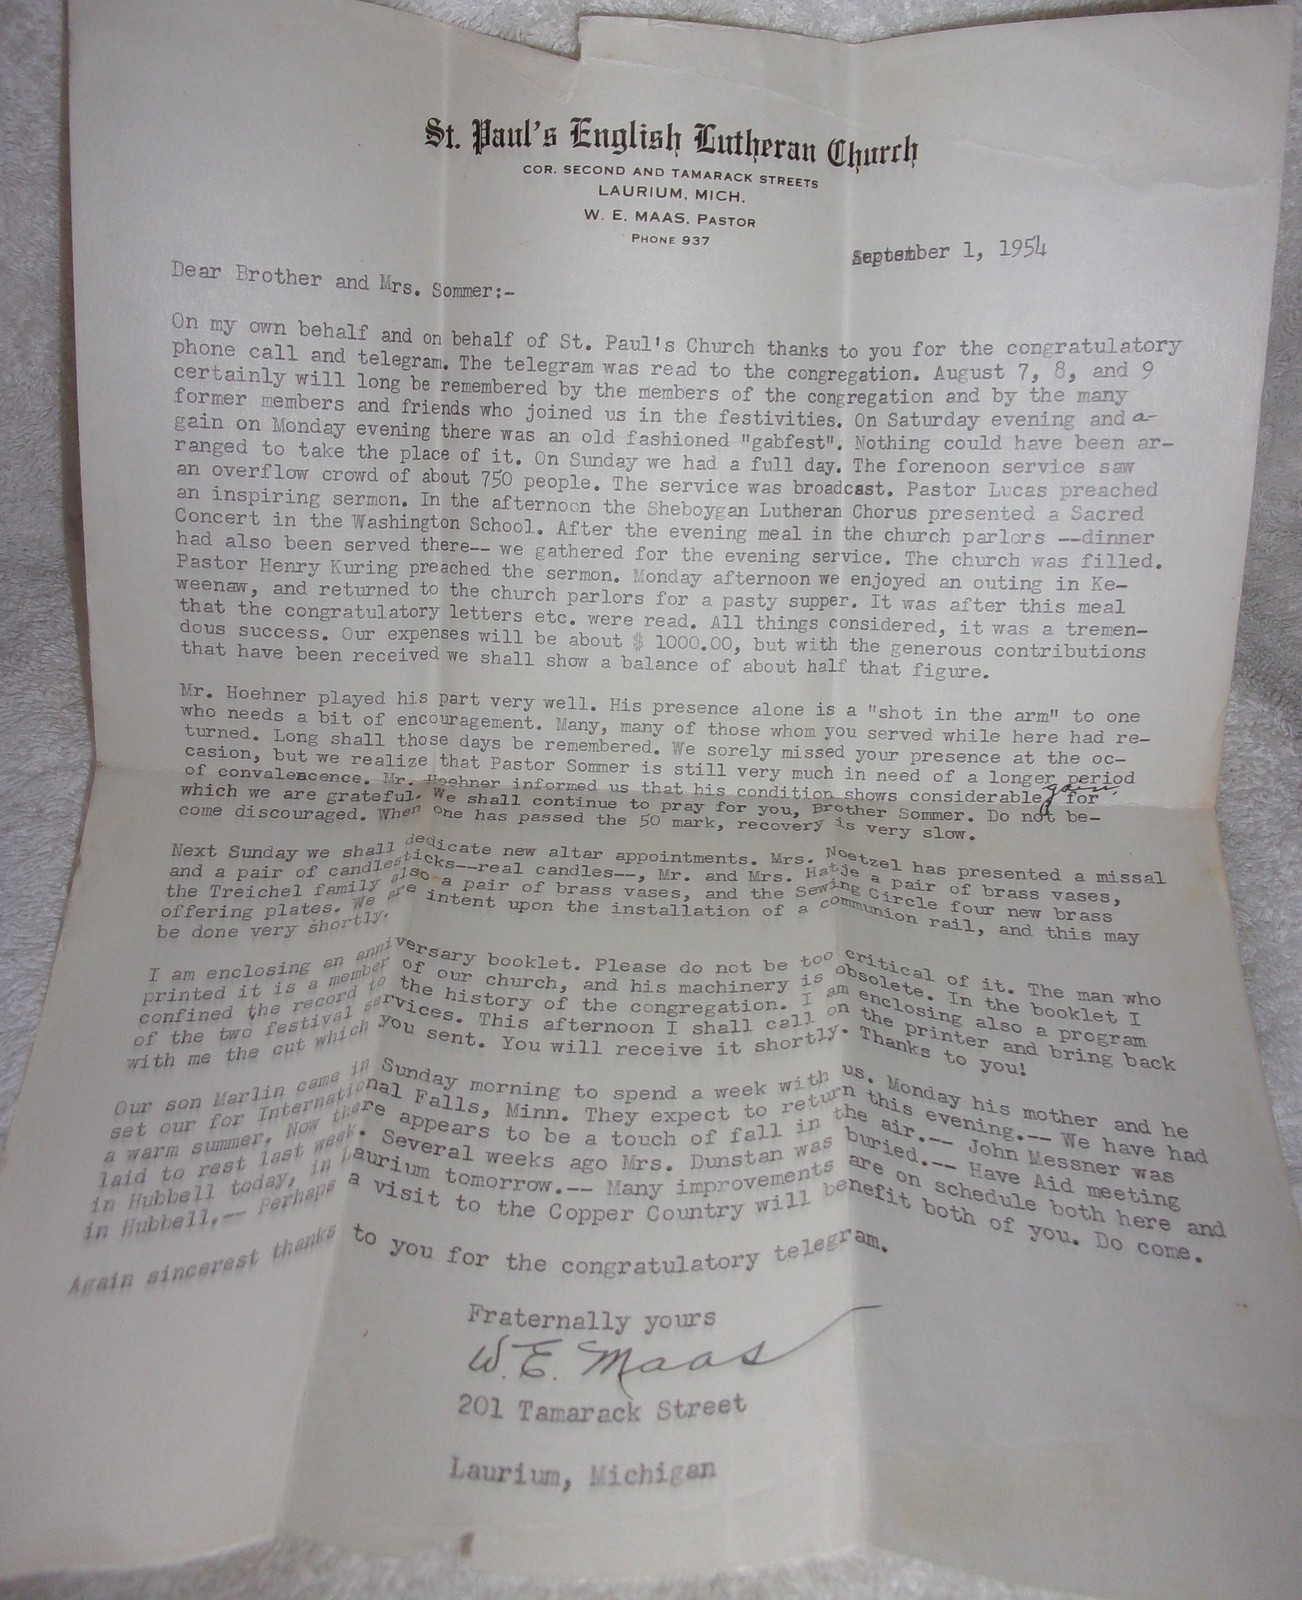 St. Paul's English Lutheran Church
COR. SECOND AND TAMARACK STREETS
LAURIUM, MICH.
W. E. MAAS, PASTOR
PHONE 937
September 1, 1954
Dear Brother and Mrs. Sommer:-
On my own behalf and on behalf of St. Paul's Church thanks to you for the congratulatory
phone call and telegram. The telegram was read to the congregation. August 7, 8, and 9
certainly will long be remembered by the members of the congregation and by the many
former members and friends who joined us in the festivities. On Saturday evening and a-
gain on Monday evening there was an old fashioned "gabfest". Nothing could have been ar-
ranged to take the place of it. On Sunday we had a full day. The forenoon service saw
an overflow crowd of about 750 people. The service was broadcast. Pastor Lucas preached
an inspiring sermon. In the afternoon the Sheboygan Lutheran Chorus presented a Sacred
Concert in the Washington School. After the evening meal in the church parlors --dinner
had also been served there-- we gathered for the evening service. The church was filled.
Pastor Henry Kuring preached the sermon. Monday afternoon we enjoyed an outing in Ke-
weenaw, and returned to the church parlors for a pasty supper. It was after this meal
that the congratulatory letters etc. were read. All things considered, it was a tremen-
dous success. Our expenses will be about $ 1000.00, but with the generous contributions
that have been received we shall show a balance of about half that figure.
Mr. Hoehner played his part very well. His presence alone is a "shot in the arm" to one
who needs a bit of encouragement. Many, many of those whom you served while here had re-
turned. Long shall those days be remembered. We sorely missed your presence at the oc-
casion, but we realize that Pastor Sommer is still very much in need of a longer period
of convalescence. Mr. Hoehner informed us that his condition shows considerable gain for
which we are grateful. We shall continue to pray for you, Brother Sommer. Do not be-
come discouraged. When one has passed the 50 mark, recovery is very slow.
Next Sunday we shall dedicate new altar appointments. Mrs. Noetzel has presented a missal
and a pair of candlesticks--real candles--, Mr. and Mrs. Hatje a pair of brass vases,
the Treichel family also a pair of brass vases, and the Sewing Circle four new brass
offering plates. We are intent upon the installation of a communion rail, and this may
be done very shortly.
I am enclosing an anniversary booklet. Please do not be too critical of it. The man who
printed it is a member of our church, and his machinery is obsolete. In the booklet I
confined the record to the history of the congregation. I am enclosing also a program
of the two festival services. This afternoon I shall call on the printer and bring back
with me the cut which you sent. You will receive it shortly. Thanks to you!
Our son Marlin came in Sunday morning to spend a week with us. Monday his mother and he
set our for International Falls, Minn. They expect to return this evening.-- We have had
a warm summer. Now there appears to be a touch of fall in the air.-- John Messner was
laid to rest last week. Several weeks ago Mrs. Dunstan was buried.-- Have Aid meeting
in Hubbell today, in Laurium tomorrow.-- Many improvements are on schedule both here and
in Hubbell.-- Perhaps a visit to the Copper Country will benefit both of you. Do come.
Again sincerest thanks to you for the congratulatory telegram.
Fraternally yours
W. E. Maas
201 Tamarack Street
Laurium, Michigan